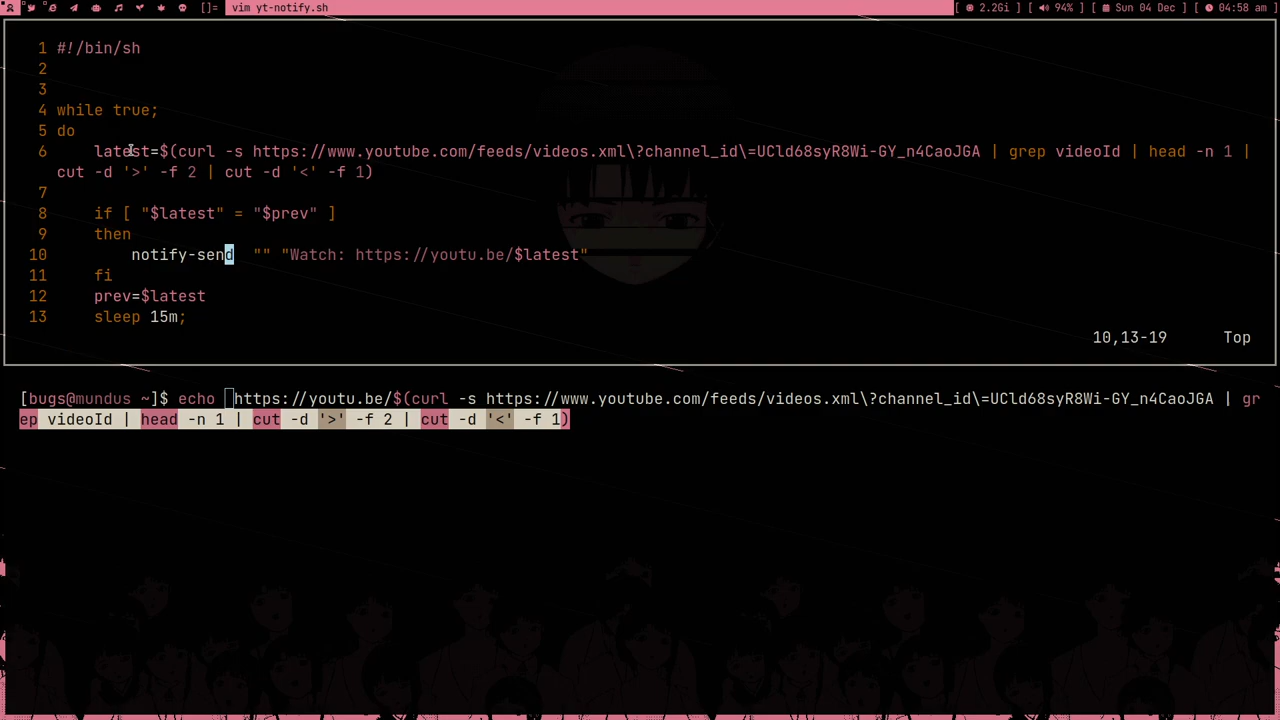 []= vim yt-notify.sh [ 2.2Gi ] [ 94% ] [ Sun 04 Dec ] [ 04:58 am ]
1 #!/bin/sh
2
3
4 while true;
5 do
6 latest=$(curl -s https://www.youtube.com/feeds/videos.xml\?channel_id\=UCld68syR8Wi-GY_n4CaoJGA | grep videoId | head -n 1 |
cut -d '>' -f 2 | cut -d '<' -f 1)
7
8 if [ "$latest" = "$prev" ]
9 then
10 notify-send "" "Watch: https://youtu.be/$latest"
11 fi
12 prev=$latest
13 sleep 15m;
10,13-19 Top
[bugs@mundus ~]$ echo https://youtu.be/$(curl -s https://www.youtube.com/feeds/videos.xml\?channel_id\=UCld68syR8Wi-GY_n4CaoJGA | gr
ep videoId | head -n 1 | cut -d '>' -f 2 | cut -d '<' -f 1)